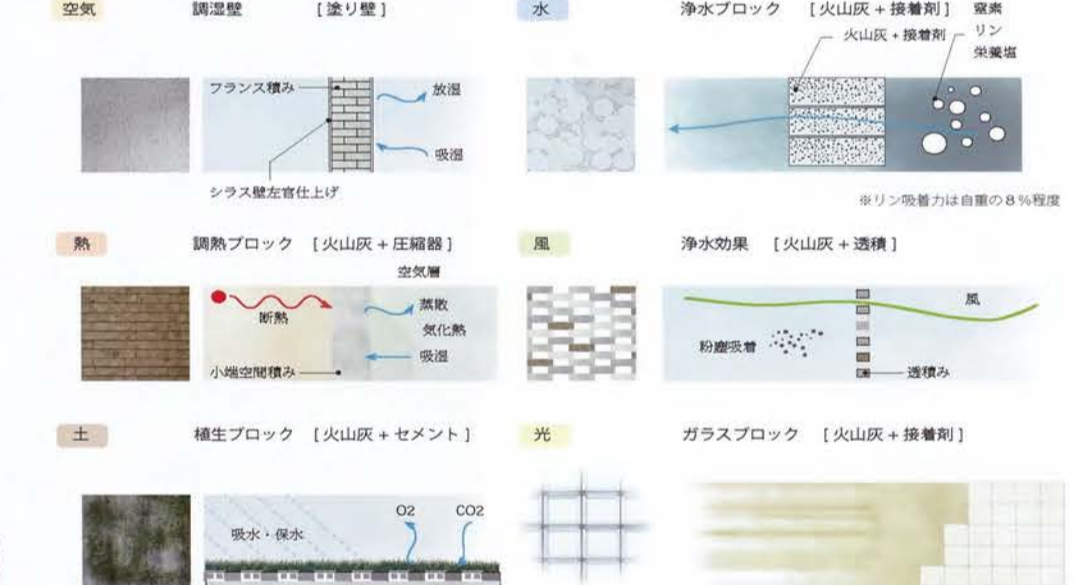 空気
調湿壁 [塗り壁]
フランス積み
放湿
吸湿
シラス壁左官仕上げ
水
浄水ブロック [火山灰+接着剤]
窒素
リン
栄養塩
火山灰+接着剤
※リン吸着力は自重の8%程度
熱
調熱ブロック [火山灰+圧縮器]
空気層
断熱
蒸散
気化熱
吸湿
小端空間積み
風
浄水効果 [火山灰+透積]
風
粉塵吸着
透積み
土
植生ブロック [火山灰+セメント]
吸水・保水
O2
CO2
光
ガラスブロック [火山灰+接着剤]